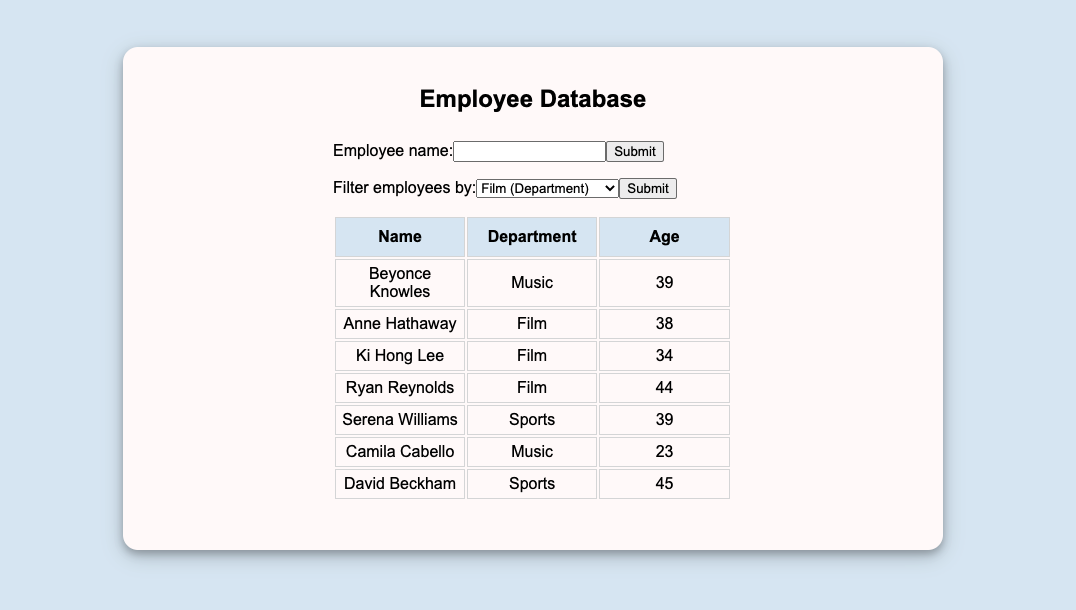 Employee Database
Employee name: Submit
Filter employees by: Film (Department) Submit
Name Department Age
Beyonce Knowles Music 39
Anne Hathaway Film 38
Ki Hong Lee Film 34
Ryan Reynolds Film 44
Serena Williams Sports 39
Camila Cabello Music 23
David Beckham Sports 45